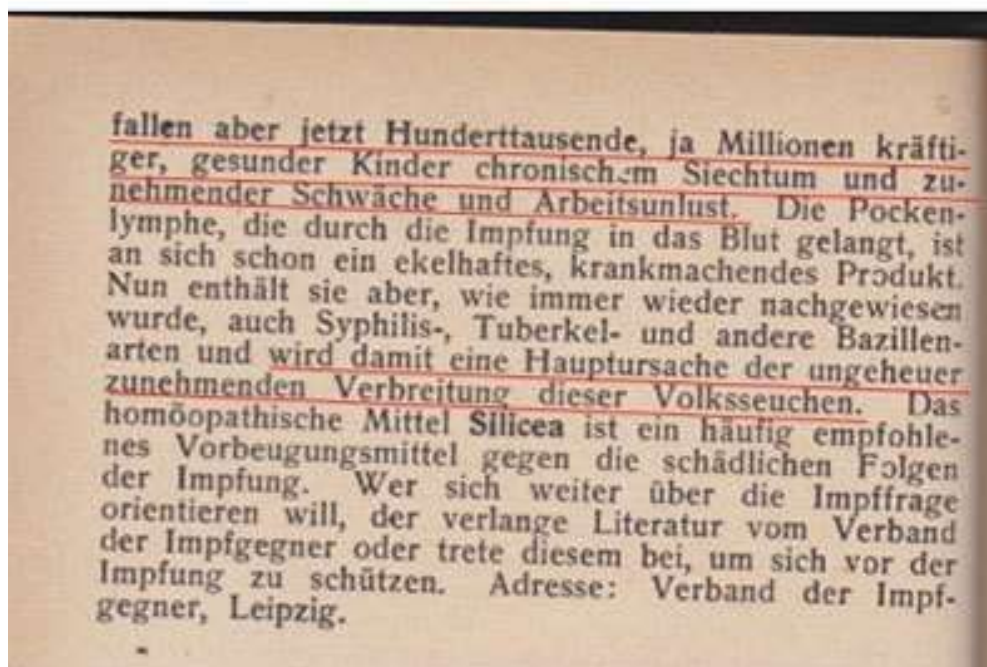 fallen aber jetzt Hunderttausende, ja Millionen kräfti-
ger, gesunder Kinder chronischem Siechtum und zu-
nehmender Schwäche und Arbeitsunlust. Die Pocken-
lymphe, die durch die Impfung in das Blut gelangt, ist
an sich schon ein ekelhaftes, krankmachendes Produkt.
Nun enthält sie aber, wie immer wieder nachgewiesen
wurde, auch Syphilis-, Tuberkel- und andere Bazillen-
arten und wird damit eine Hauptursache der ungeheuer
zunehmenden Verbreitung dieser Volksseuchen. Das
homöopathische Mittel Silicea ist ein häufig empfohle-
nes Vorbeugungsmittel gegen die schädlichen Folgen
der Impfung. Wer sich weiter über die Impffrage
orientieren will, der verlange Literatur vom Verband
der Impfgegner oder trete diesem bei, um sich vor der
Impfung zu schützen. Adresse: Verband der Impf-
gegner, Leipzig.